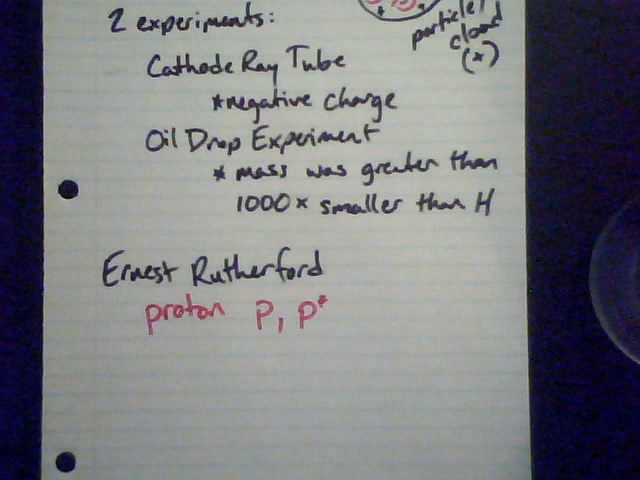 2 experiments:
particle/
cloud
(*)
Cathode Ray Tube
*negative charge
Oil Drop Experiment
* mass was greater than
1000x smaller than H
Ernest Rutherford
proton p, p⁺